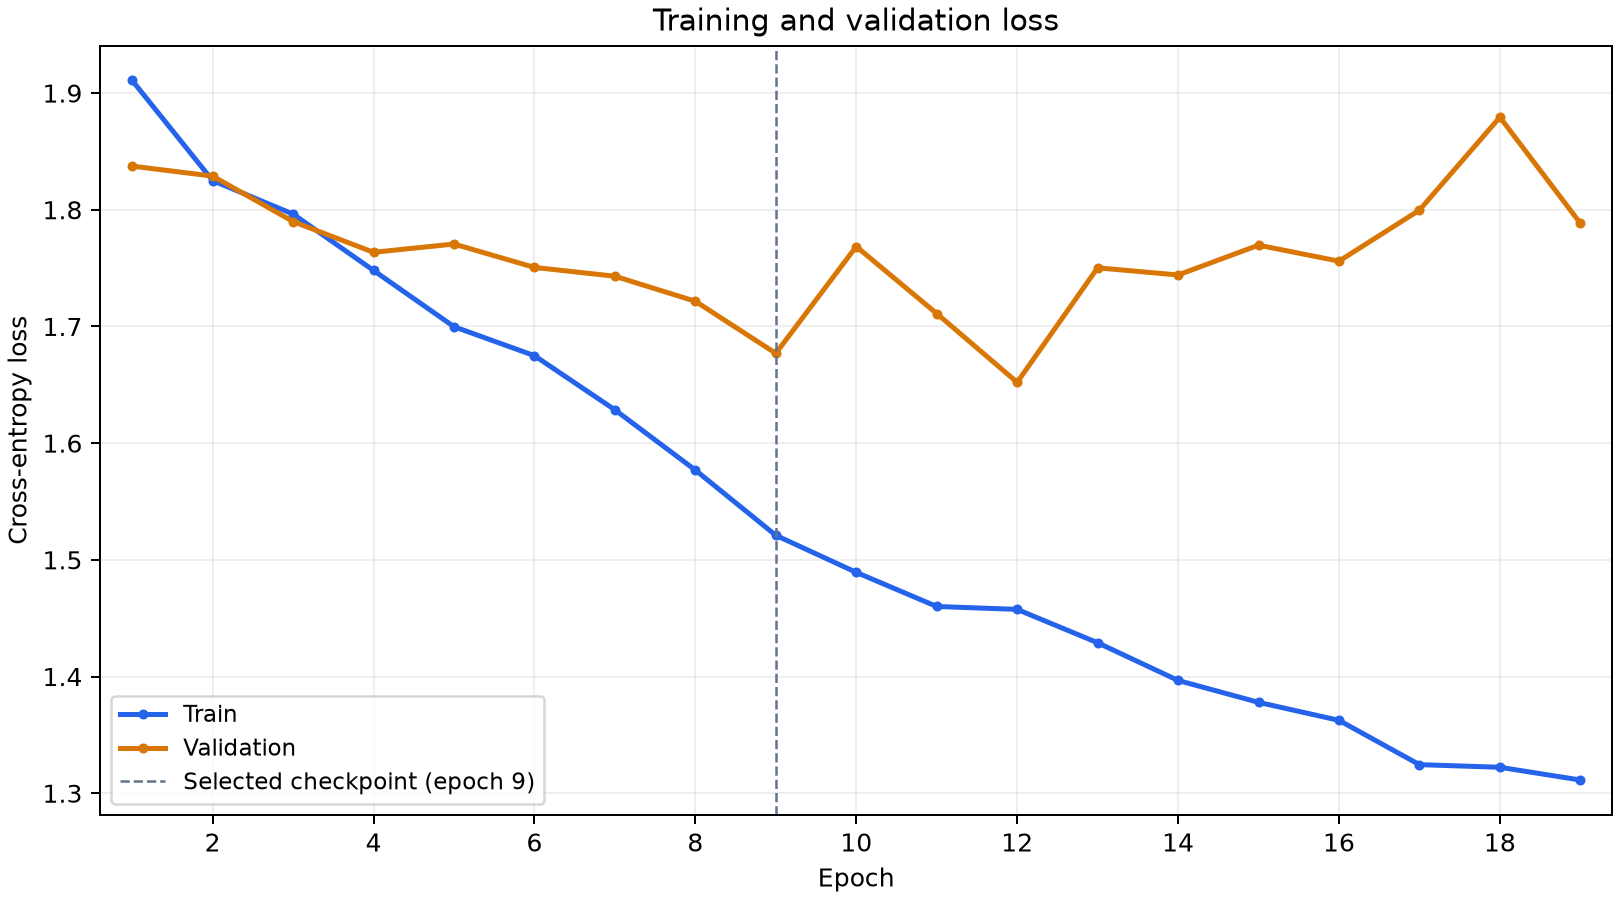 Training and validation loss
Cross-entropy loss
1.9
1.8
1.7
1.6
1.5
1.4
1.3
Train
Validation
Selected checkpoint (epoch 9)
2 4 6 8 10 12 14 16 18
Epoch